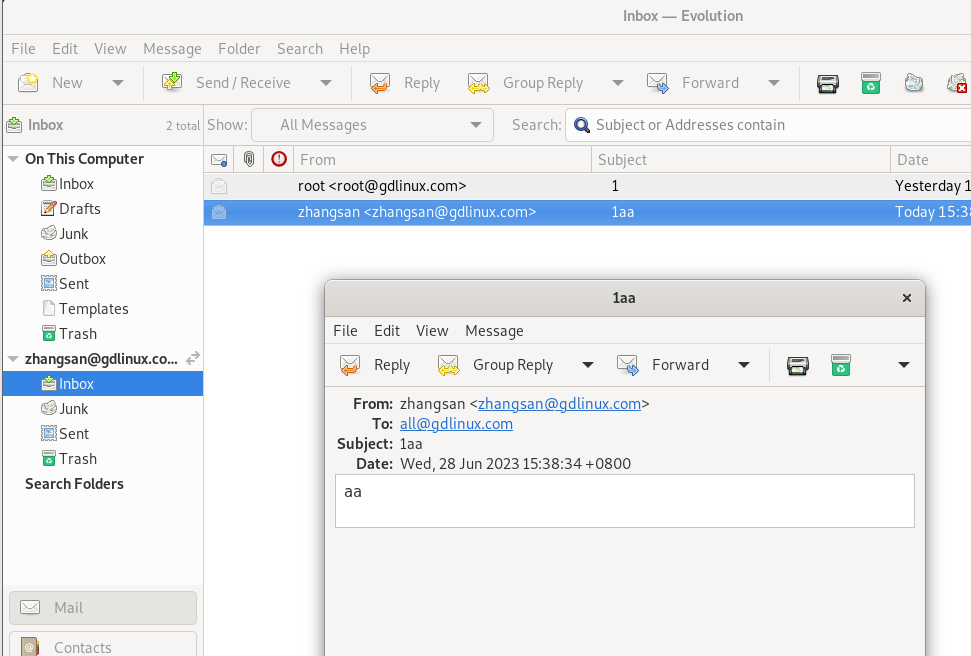 Inbox — Evolution
File Edit View Message Folder Search Help
New Send / Receive Reply Group Reply Forward
Inbox 2 total Show: All Messages Search: Subject or Addresses contain
On This Computer
Inbox
Drafts
Junk
Outbox
Sent
Templates
Trash
zhangsan@gdlinux.co...
Inbox
Junk
Sent
Trash
Search Folders
Mail
Contacts
From Subject Date
root <root@gdlinux.com> 1 Yesterday 1
zhangsan <zhangsan@gdlinux.com> 1aa Today 15:38
1aa
File Edit View Message
Reply Group Reply Forward
From: zhangsan <zhangsan@gdlinux.com>
To: all@gdlinux.com
Subject: 1aa
Date: Wed, 28 Jun 2023 15:38:34 +0800
aa